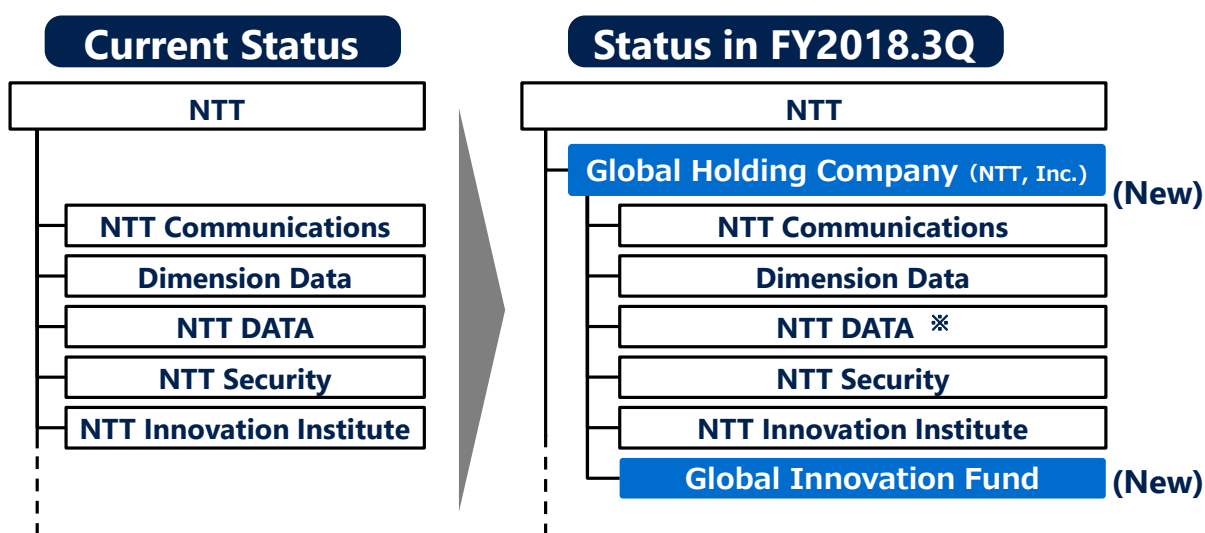 Current Status
NTT
NTT Communications
Dimension Data
NTT DATA
NTT Security
NTT Innovation Institute
Status in FY2018.3Q
NTT
Global Holding Company (NTT, Inc.)
(New)
NTT Communications
Dimension Data
NTT DATA ※
NTT Security
NTT Innovation Institute
Global Innovation Fund
(New)